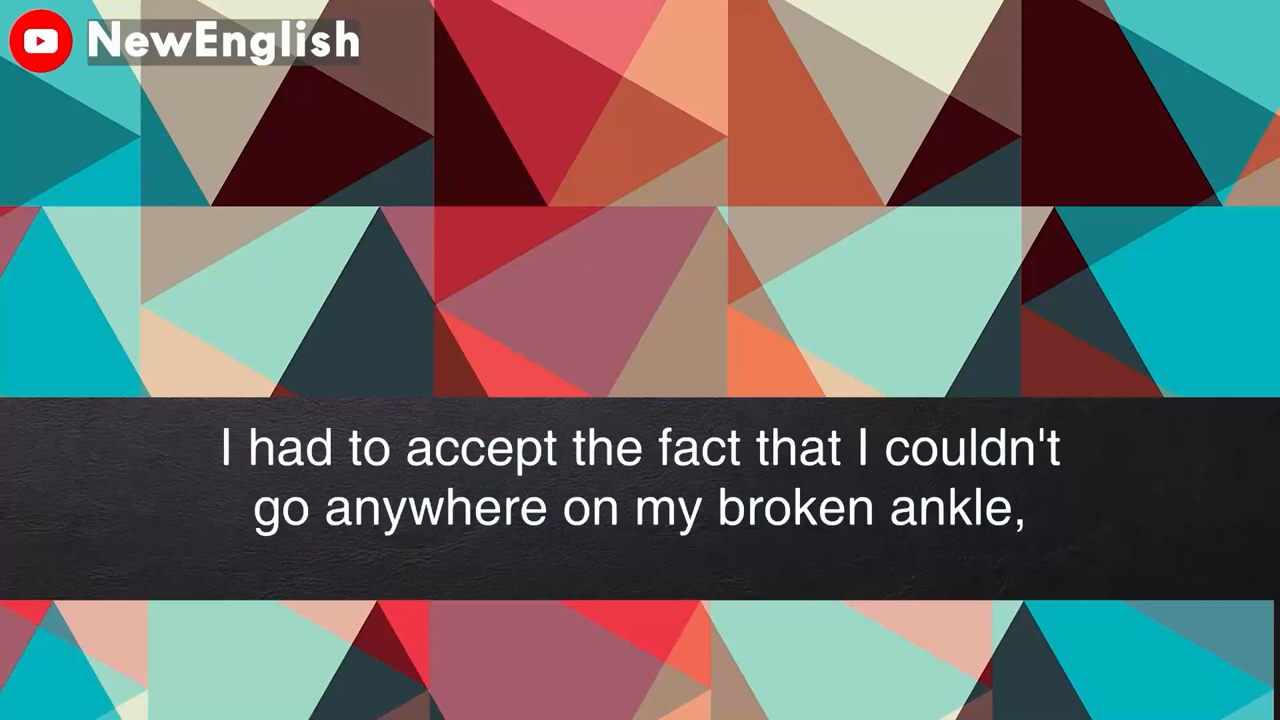 NewEnglish
I had to accept the fact that I couldn't
go anywhere on my broken ankle,